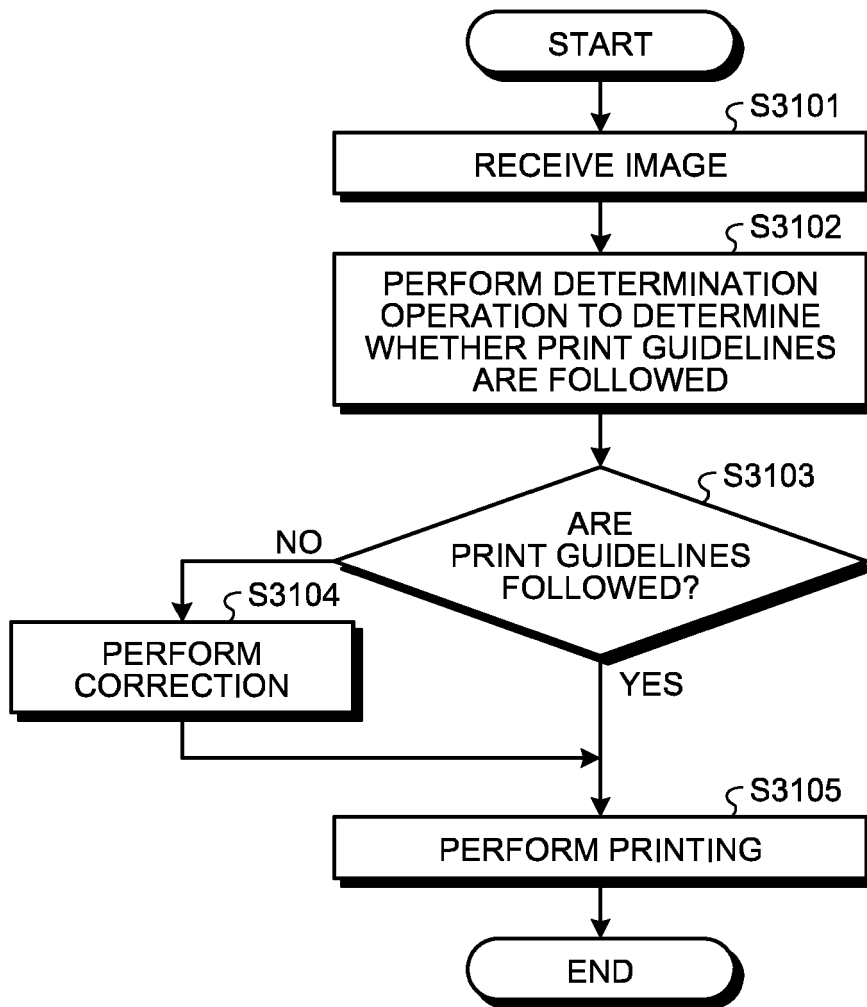 START
S3101
RECEIVE IMAGE
S3102
PERFORM DETERMINATION
OPERATION TO DETERMINE
WHETHER PRINT GUIDELINES
ARE FOLLOWED
S3103
ARE
PRINT GUIDELINES
FOLLOWED?
NO
S3104
PERFORM
CORRECTION
YES
S3105
PERFORM PRINTING
END